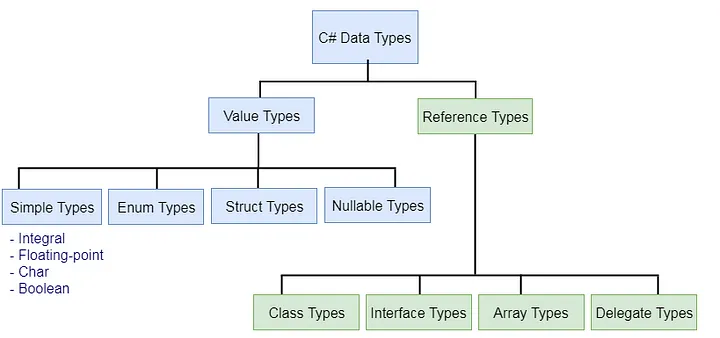 C# Data Types
Value Types
Reference Types
Simple Types
Enum Types
Struct Types
Nullable Types
- Integral
- Floating-point
- Char
- Boolean
Class Types
Interface Types
Array Types
Delegate Types